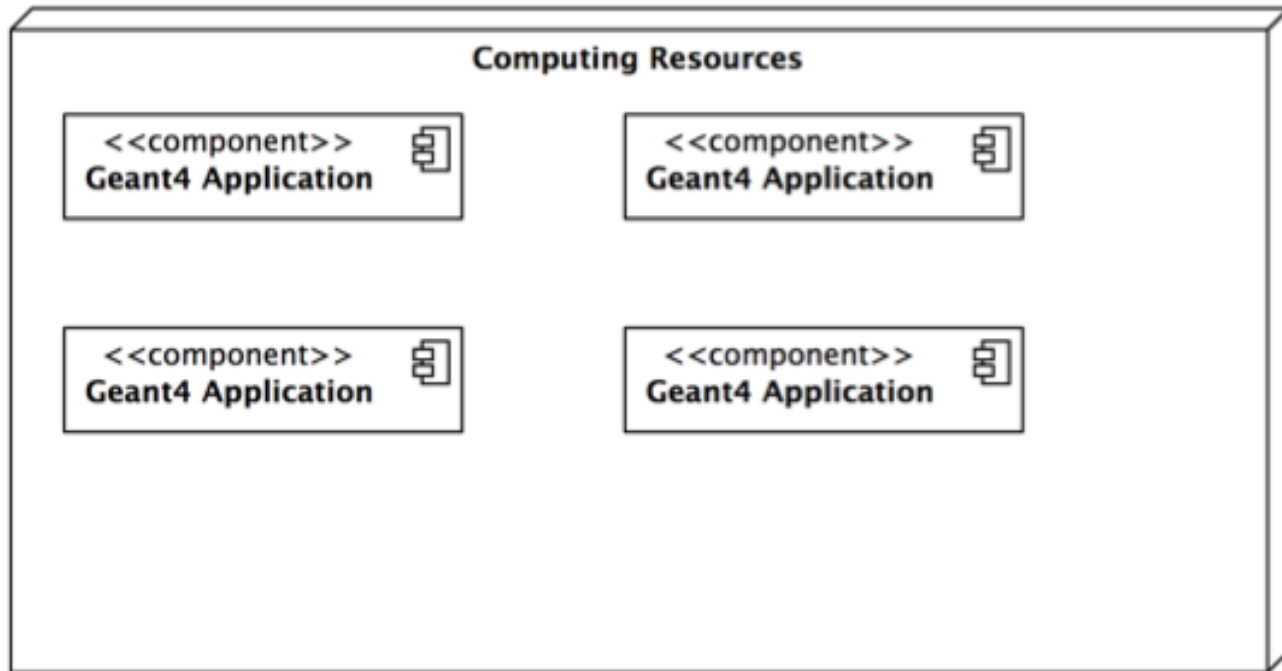 Computing Resources
<<component>>
Geant4 Application
<<component>>
Geant4 Application
<<component>>
Geant4 Application
<<component>>
Geant4 Application